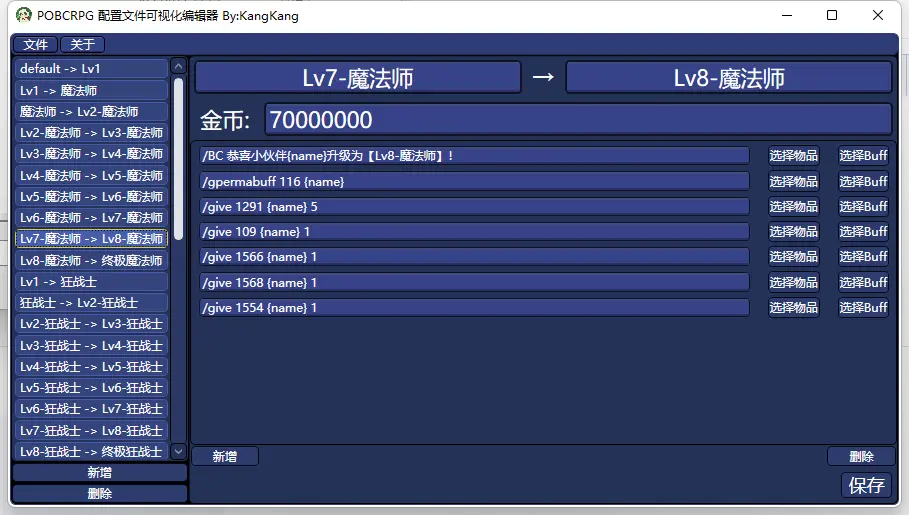 POBCRPG 配置文件可视化编辑器 By:KangKang
文件 关于
default -> Lv1
Lv1 -> 魔法师
魔法师 -> Lv2-魔法师
Lv2-魔法师 -> Lv3-魔法师
Lv3-魔法师 -> Lv4-魔法师
Lv4-魔法师 -> Lv5-魔法师
Lv5-魔法师 -> Lv6-魔法师
Lv6-魔法师 -> Lv7-魔法师
Lv7-魔法师 -> Lv8-魔法师
Lv8-魔法师 -> 终极魔法师
Lv1 -> 狂战士
狂战士 -> Lv2-狂战士
Lv2-狂战士 -> Lv3-狂战士
Lv3-狂战士 -> Lv4-狂战士
Lv4-狂战士 -> Lv5-狂战士
Lv5-狂战士 -> Lv6-狂战士
Lv6-狂战士 -> Lv7-狂战士
Lv7-狂战士 -> Lv8-狂战士
Lv8-狂战士 -> 终极狂战士
新增
删除
Lv7-魔法师 → Lv8-魔法师
金币: 70000000
/BC 恭喜小伙伴{name}升级为【Lv8-魔法师】! 选择物品 选择Buff
/gpermabuff 116 {name} 选择物品 选择Buff
/give 1291 {name} 5 选择物品 选择Buff
/give 109 {name} 1 选择物品 选择Buff
/give 1566 {name} 1 选择物品 选择Buff
/give 1568 {name} 1 选择物品 选择Buff
/give 1554 {name} 1 选择物品 选择Buff
新增 删除
保存